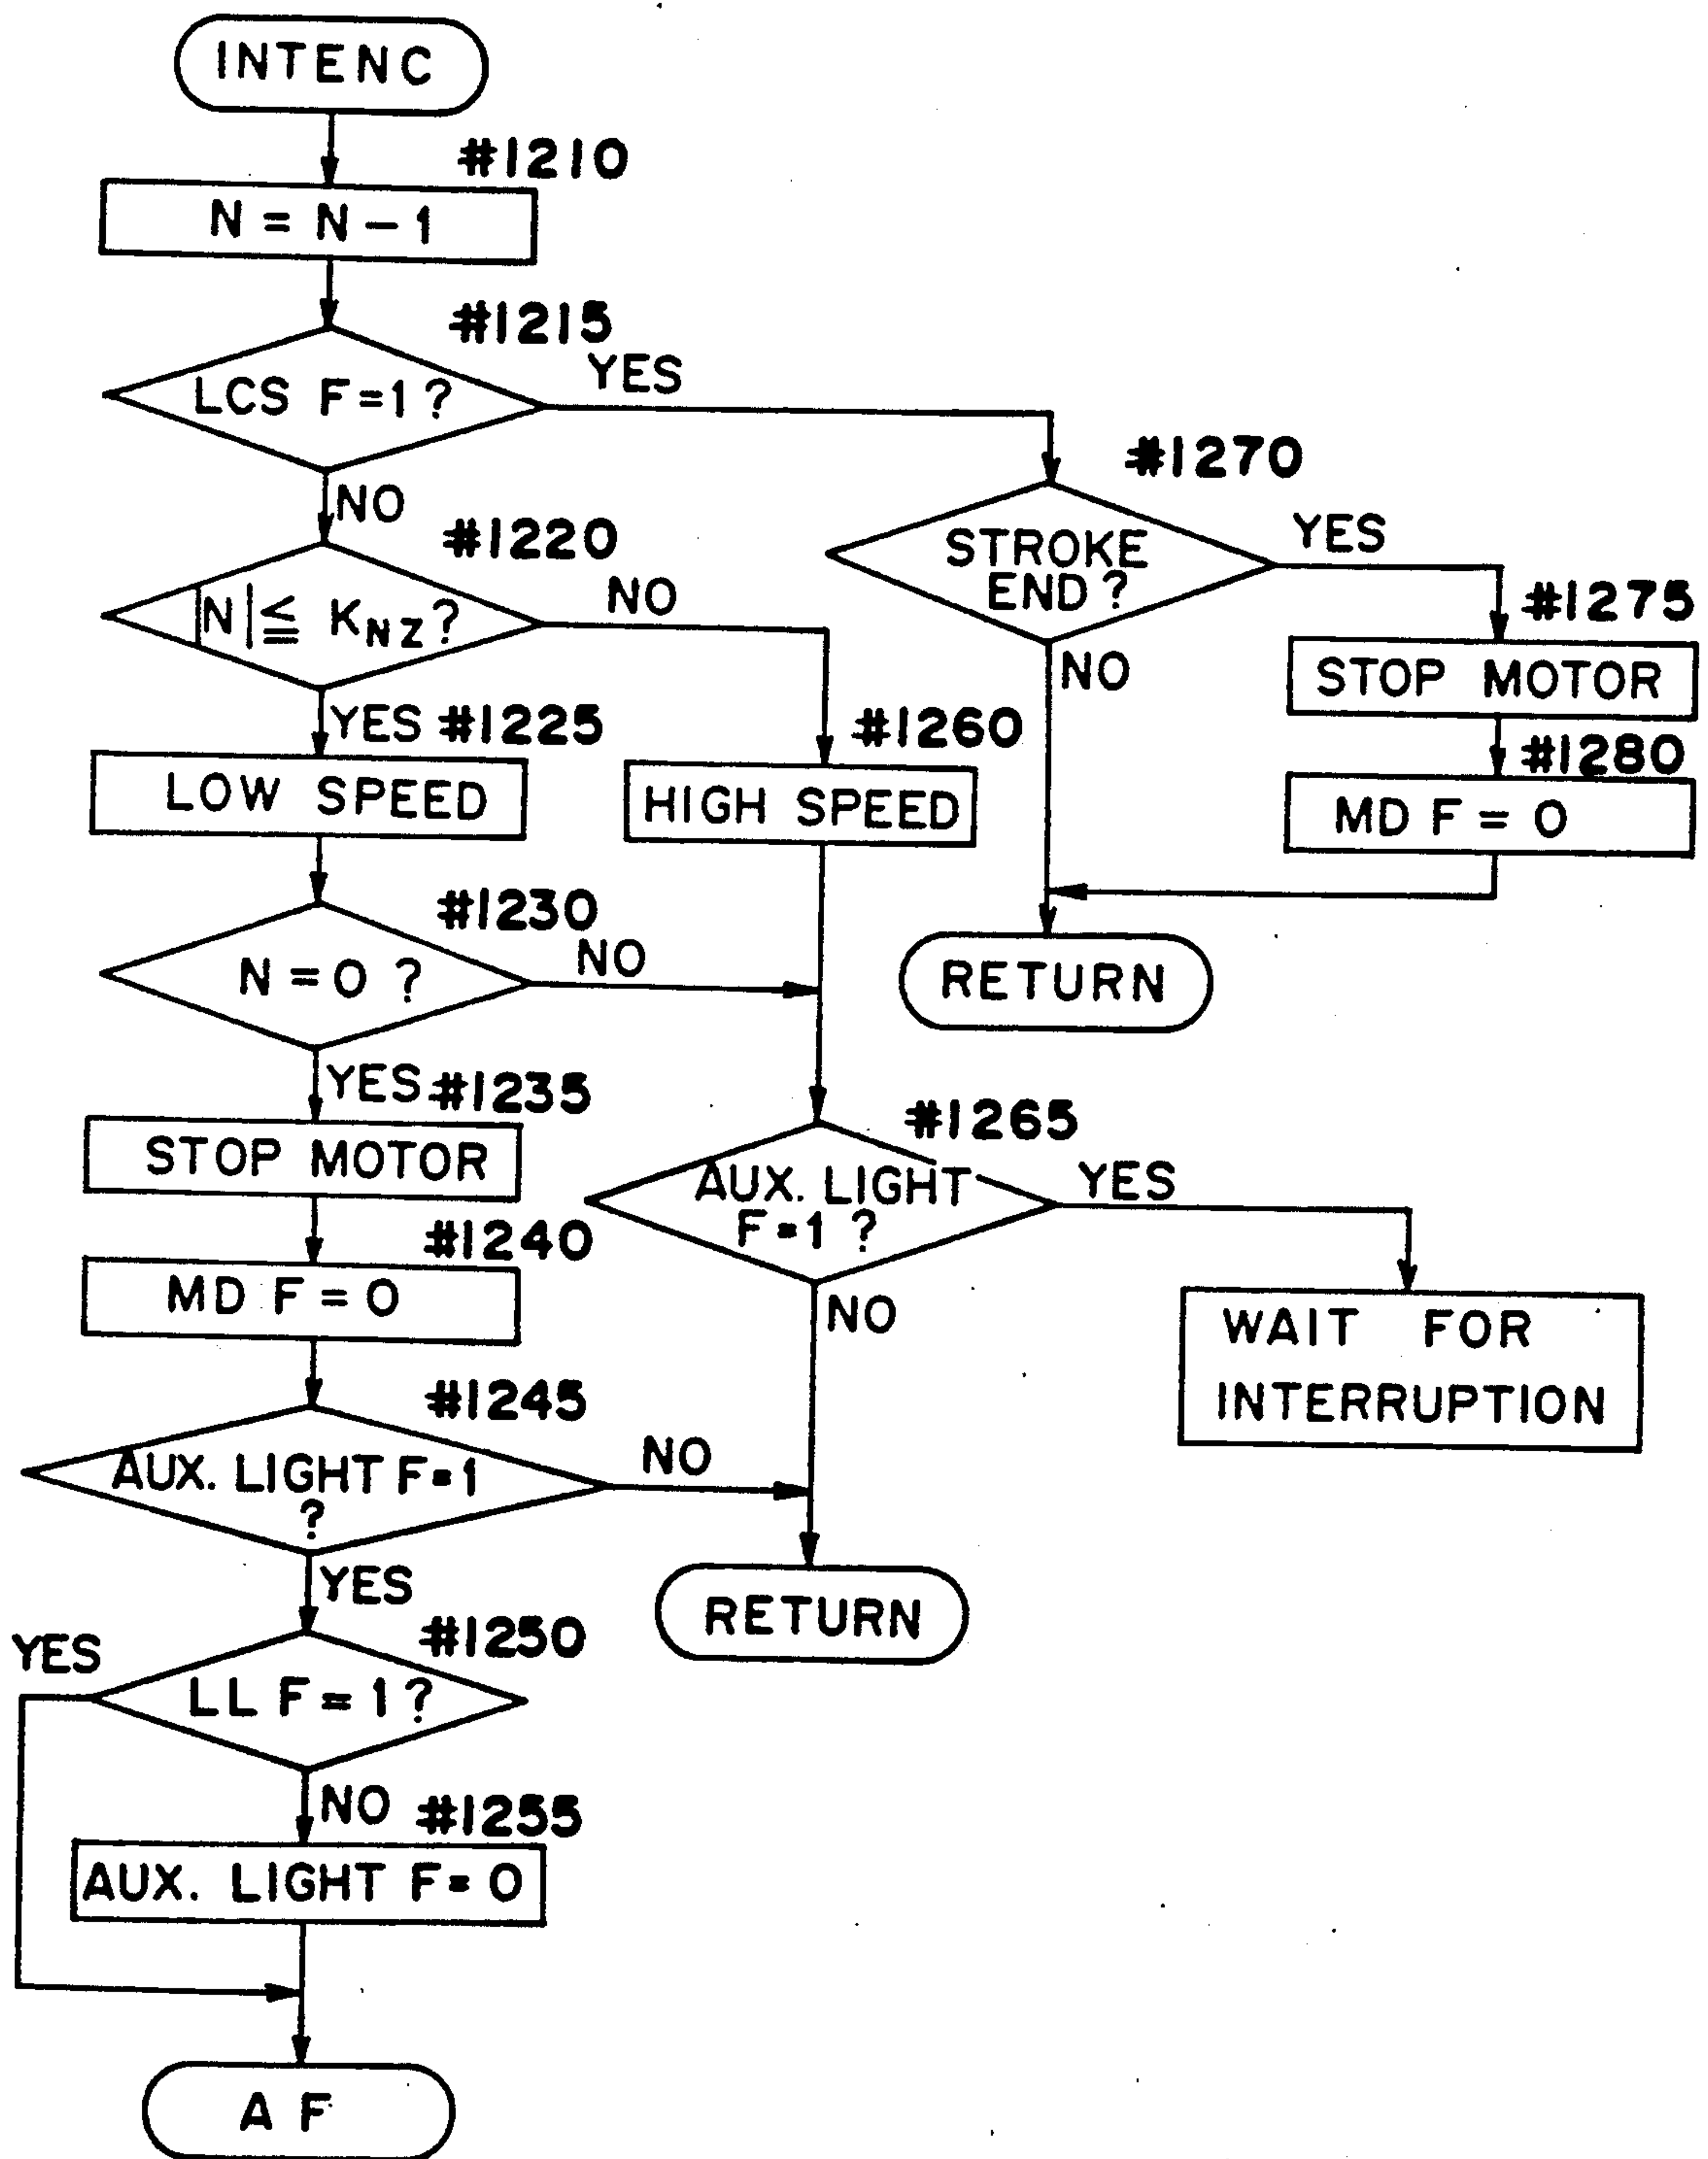 INTENC
#1210
N = N - 1
#1215
LCS F=1 ?
YES
NO
#1220
|N| ≦ KNZ ?
NO
YES #1225
LOW SPEED
#1260
HIGH SPEED
#1230
N = 0 ?
NO
YES #1235
STOP MOTOR
#1240
MD F = 0
#1245
AUX. LIGHT F=1
?
NO
YES
#1250
YES
LL F = 1 ?
NO #1255
AUX. LIGHT F= 0
A F
#1265
AUX. LIGHT
F=1 ?
YES
NO
WAIT FOR
INTERRUPTION
RETURN
#1270
STROKE
END ?
YES
NO
#1275
STOP MOTOR
#1280
MD F = 0
RETURN